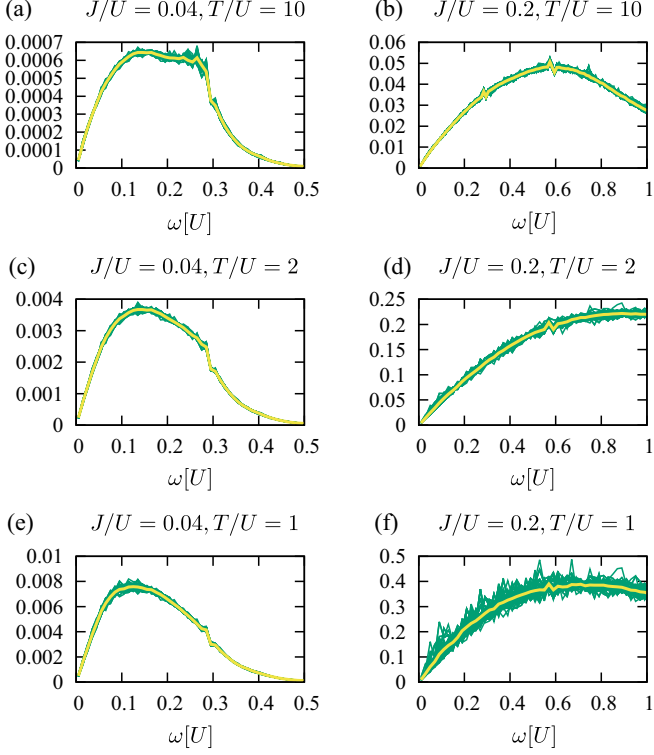 (a) J/U = 0.04, T/U = 10
0.0007
0.0006
0.0005
0.0004
0.0003
0.0002
0.0001
0
0 0.1 0.2 0.3 0.4 0.5
ω[U]
(b) J/U = 0.2, T/U = 10
0.06
0.05
0.04
0.03
0.02
0.01
0
0 0.2 0.4 0.6 0.8 1
ω[U]
(c) J/U = 0.04, T/U = 2
0.004
0.003
0.002
0.001
0
0 0.1 0.2 0.3 0.4 0.5
ω[U]
(d) J/U = 0.2, T/U = 2
0.25
0.2
0.15
0.1
0.05
0
0 0.2 0.4 0.6 0.8 1
ω[U]
(e) J/U = 0.04, T/U = 1
0.01
0.008
0.006
0.004
0.002
0
0 0.1 0.2 0.3 0.4 0.5
ω[U]
(f) J/U = 0.2, T/U = 1
0.5
0.4
0.3
0.2
0.1
0
0 0.2 0.4 0.6 0.8 1
ω[U]